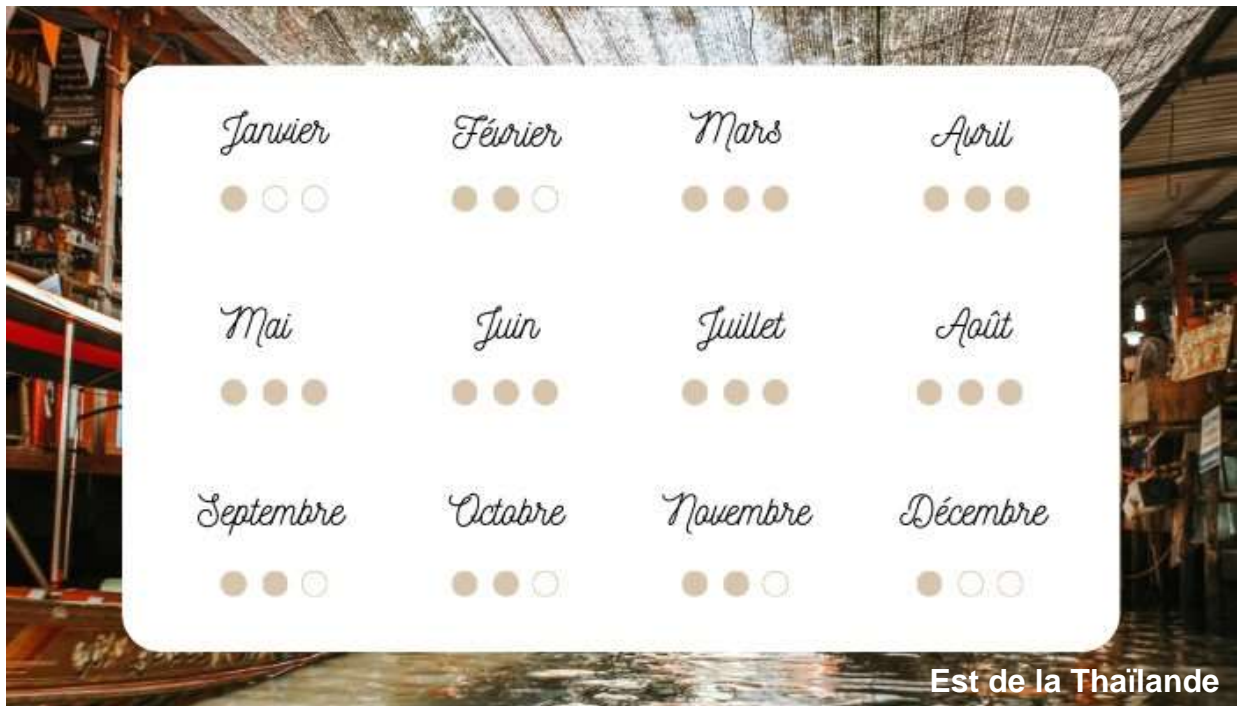 Janvier
Février
Mars
Avril
Mai
Juin
Juillet
Août
Septembre
Octobre
Novembre
Décembre
Est de la Thaïlande